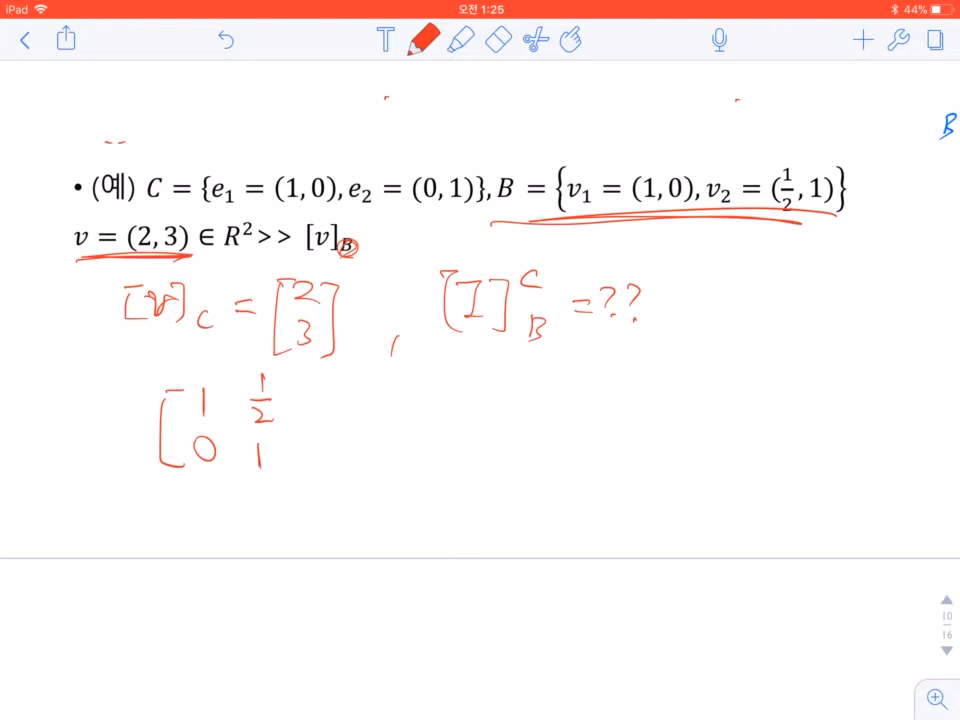 iPad 오전 1:25 44%
T
B
• (예) C = {e₁ = (1, 0), e₂ = (0, 1)}, B = {v₁ = (1, 0), v₂ = (1/2, 1)}
v = (2, 3) ∈ R² >> [v]_B
[v]_C = [2 3] , [I]^C_B = ??
[1 1/2
0 1
10
16